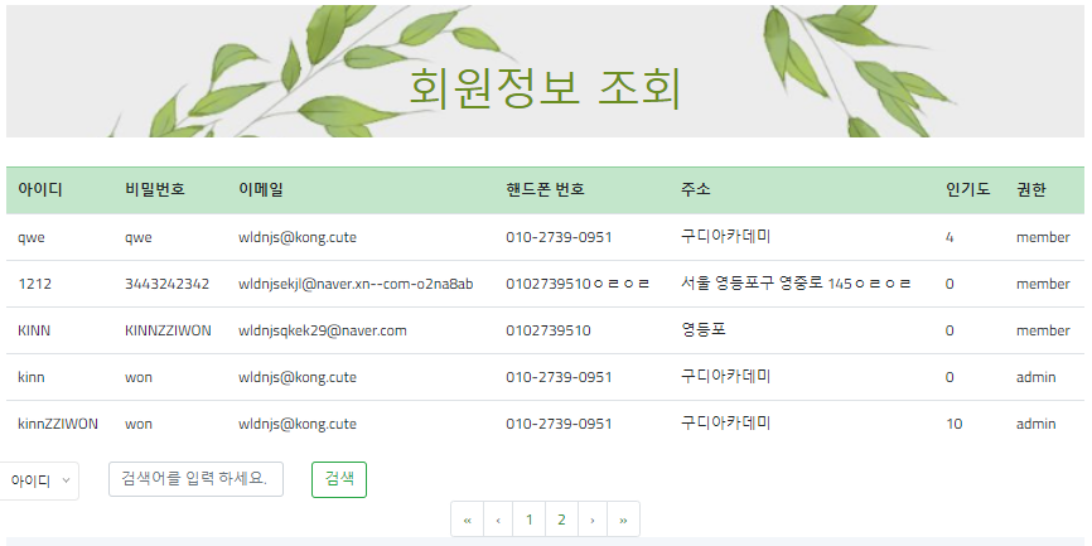 회원정보 조회
아이디 비밀번호 이메일 핸드폰 번호 주소 인기도 권한
qwe qwe wldnjs@kong.cute 010-2739-0951 구디아카데미 4 member
1212 3443242342 wldnjsekjl@naver.xn--com-o2na8ab 0102739510ㅇㄹㅇㄹ 서울 영등포구 영중로 145ㅇㄹㅇㄹ 0 member
KINN KINNZZIWON wldnjsqkek29@naver.com 0102739510 영등포 0 member
kinn won wldnjs@kong.cute 010-2739-0951 구디아카데미 0 admin
kinnZZIWON won wldnjs@kong.cute 010-2739-0951 구디아카데미 10 admin
아이디 검색어를 입력 하세요. 검색
« ‹ 1 2 › »